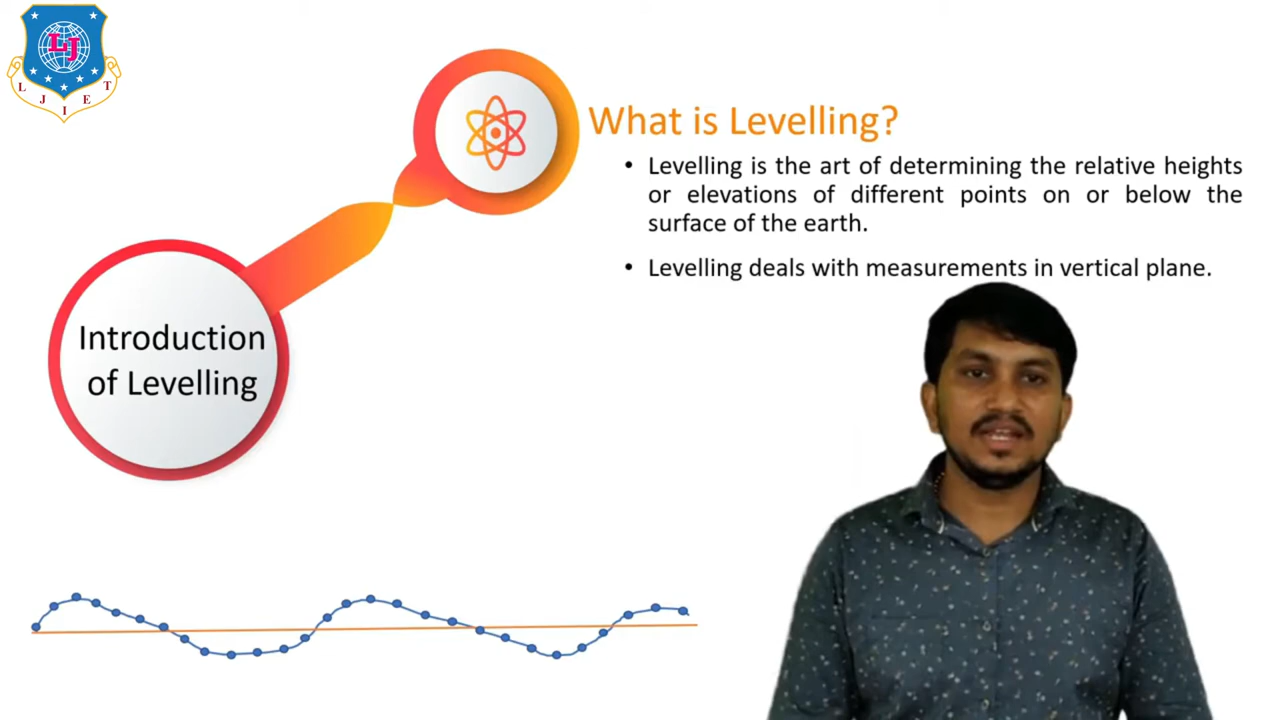 LJ
L J I E T
What is Levelling?
• Levelling is the art of determining the relative heights
or elevations of different points on or below the
surface of the earth.
• Levelling deals with measurements in vertical plane.
Introduction
of Levelling